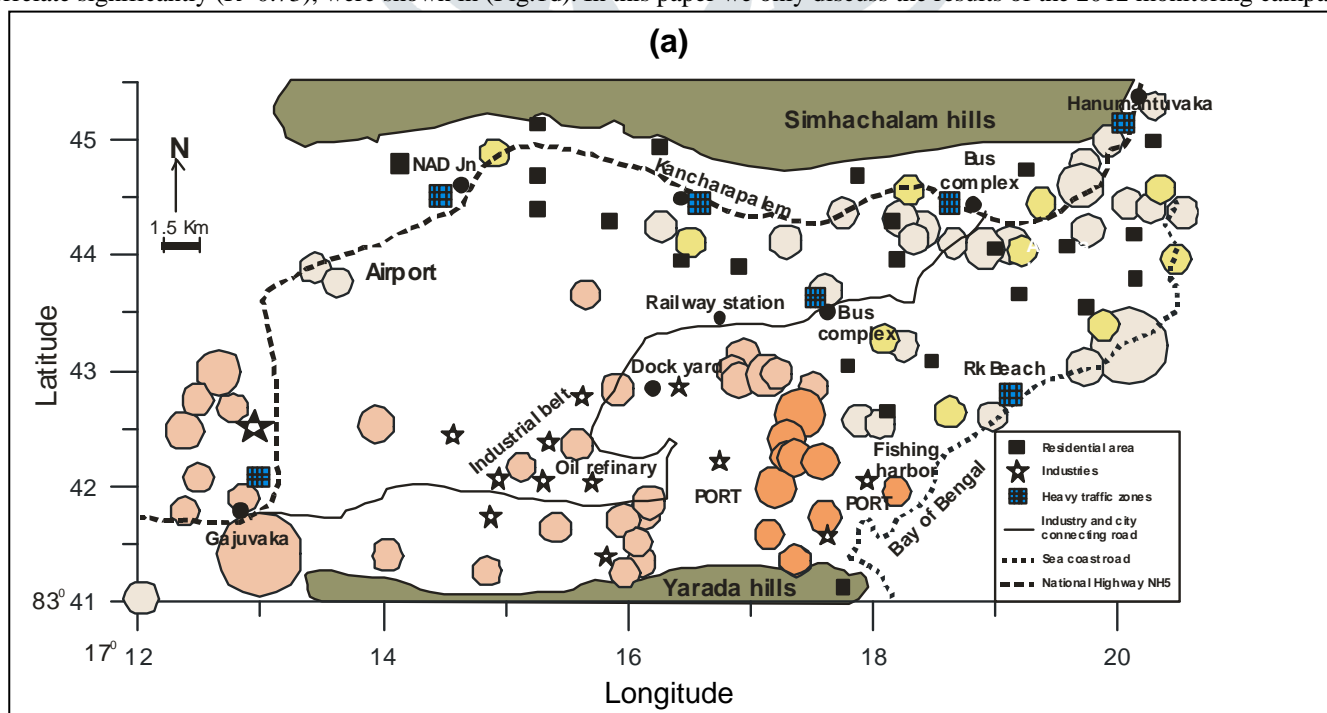 (a)
Hanumantuvaka
Simhachalam hills
45
N
NAD Jn
Kancharapalem
Bus
complex
1.5 Km
44
Airport
Railway station
Bus
complex
43
Dock yard
Rk Beach
Latitude
Industrial belt
Oil refinary
Fishing
harbor
42
PORT
PORT
Bay of Bengal
Gajuvaka
Yarada hills
Residential area
Industries
Heavy traffic zones
Industry and city
connecting road
Sea coast road
National Highway NH5
83⁰ 41
17⁰ 12
14
16
18
20
Longitude